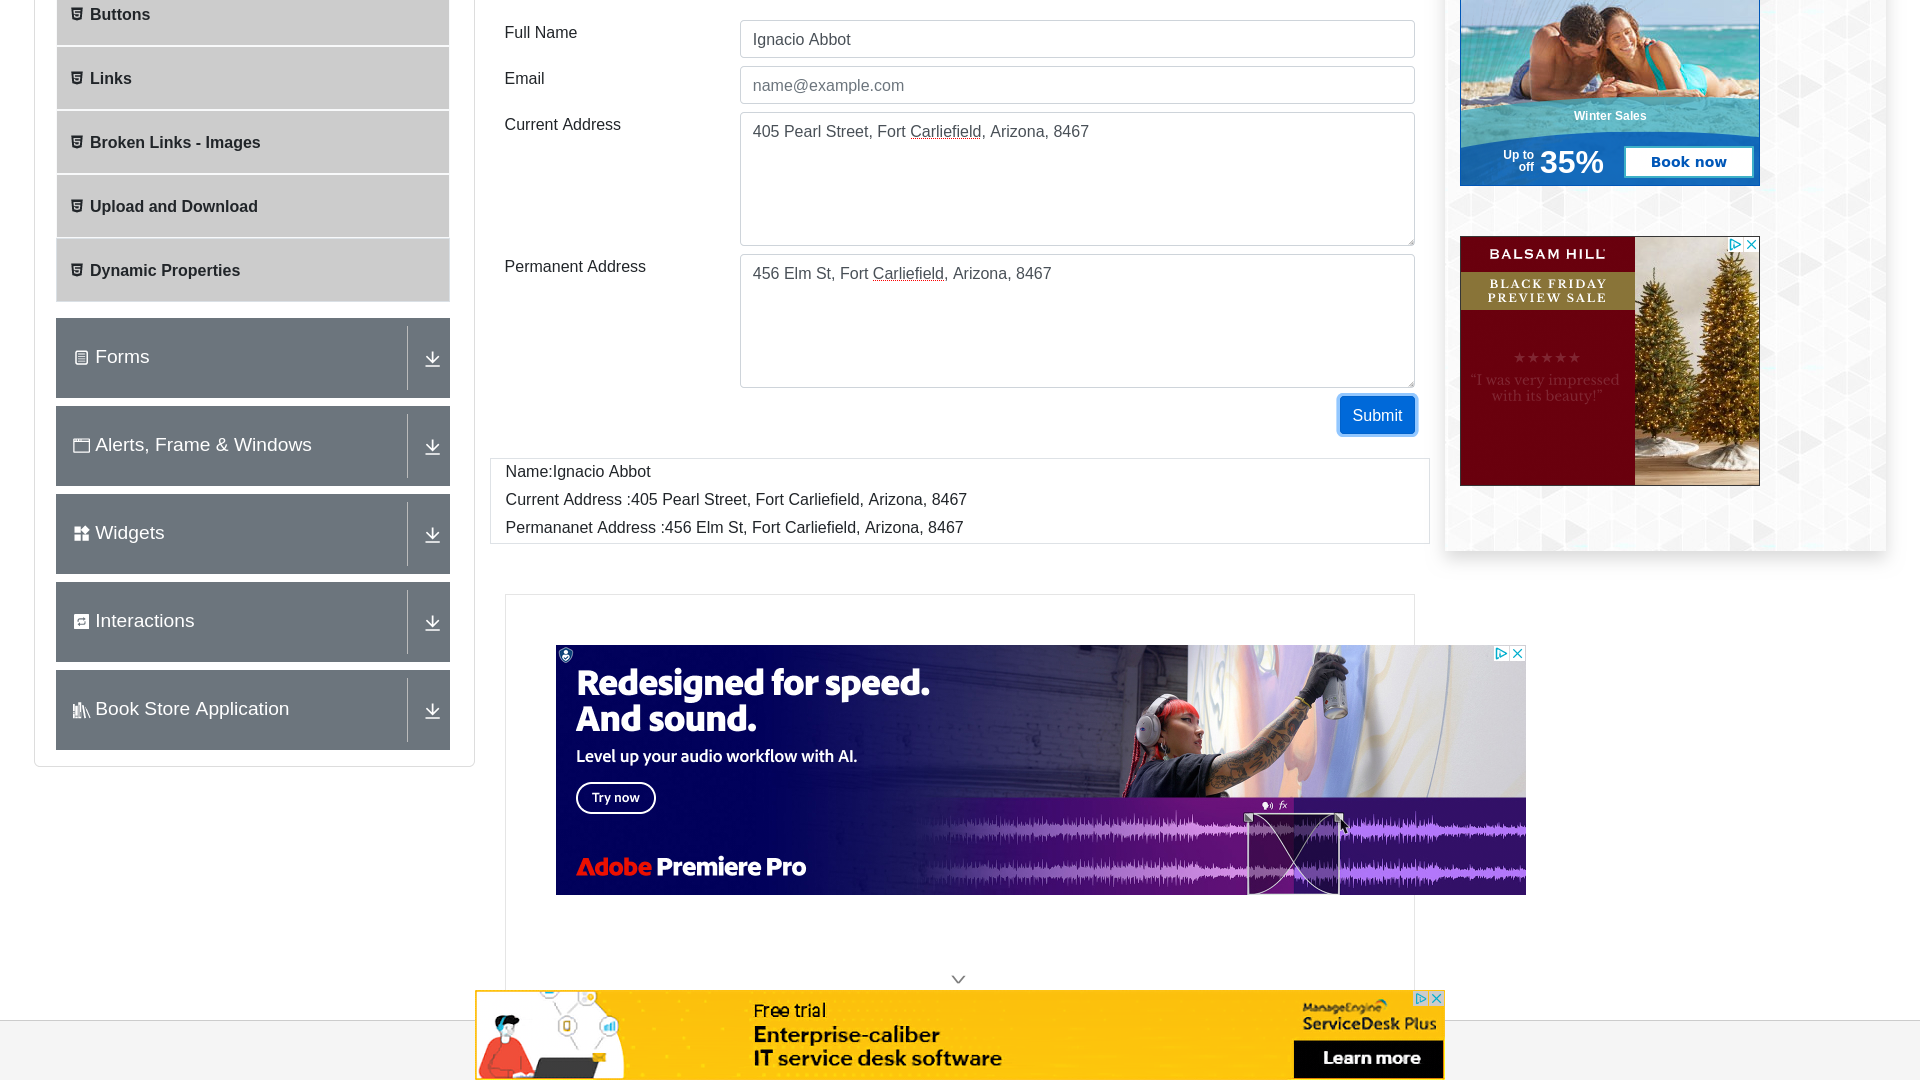 Buttons
Links
Broken Links - Images
Upload and Download
Dynamic Properties
Forms
Alerts, Frame & Windows
Widgets
Interactions
Book Store Application
Full Name
Ignacio Abbot
Email
name@example.com
Current Address
405 Pearl Street, Fort Carliefield, Arizona, 8467
Permanent Address
456 Elm St, Fort Carliefield, Arizona, 8467
Submit
Name:Ignacio Abbot
Current Address :405 Pearl Street, Fort Carliefield, Arizona, 8467
Permananet Address :456 Elm St, Fort Carliefield, Arizona, 8467
Redesigned for speed.
And sound.
Level up your audio workflow with AI.
Try now
fx
Adobe Premiere Pro
Winter Sales
Up to
off
35%
Book now
BALSAM HILL
BLACK FRIDAY
PREVIEW SALE
★★★★★
“I was very impressed
with its beauty!”
Free trial
Enterprise-caliber
IT service desk software
ManageEngine
ServiceDesk Plus
Learn more